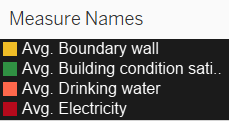 Measure Names
Avg. Boundary wall
Avg. Building condition sati..
Avg. Drinking water
Avg. Electricity